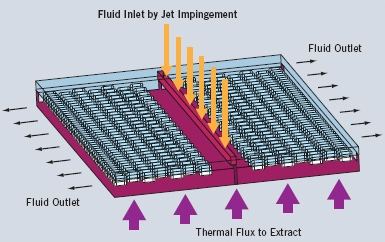 Fluid Inlet by Jet Impingement
Fluid Outlet
Fluid Outlet
Thermal Flux to Extract